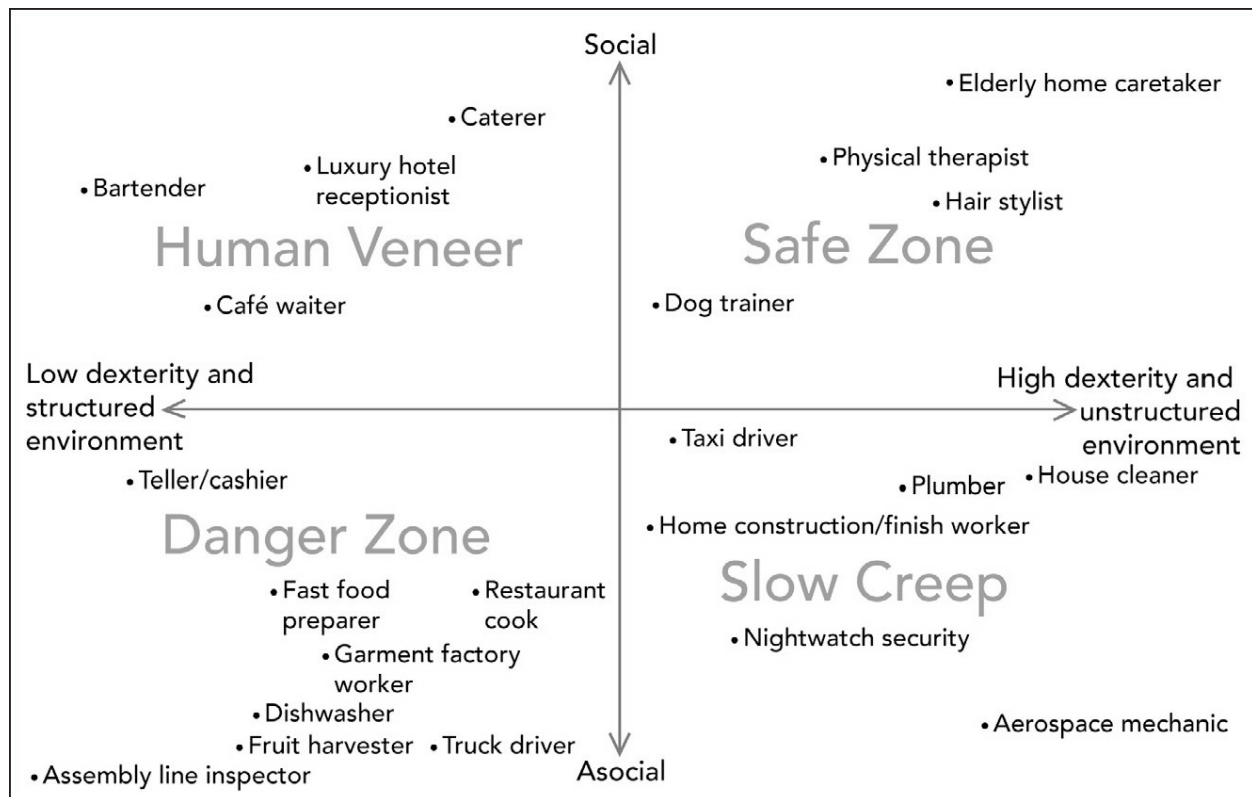 Social
Elderly home caretaker
Caterer
Physical therapist
Luxury hotel
receptionist
Bartender
Hair stylist
Human Veneer
Safe Zone
Café waiter
Dog trainer
Low dexterity and
structured
environment
High dexterity and
unstructured
environment
Taxi driver
Teller/cashier
House cleaner
Plumber
Danger Zone
Home construction/finish worker
Slow Creep
Fast food
preparer
Restaurant
cook
Nightwatch security
Garment factory
worker
Dishwasher
Aerospace mechanic
Fruit harvester
Truck driver
Asocial
Assembly line inspector